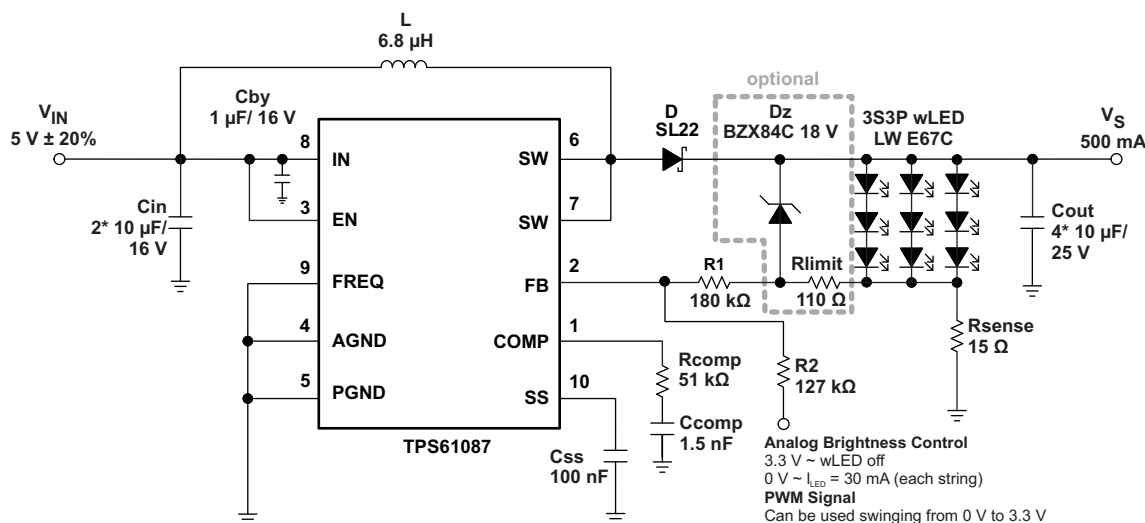 L
6.8 µH
optional
Cby
1 µF/ 16 V
VIN
5 V ± 20%
D
SL22
Dz
BZX84C 18 V
3S3P wLED
LW E67C
VS
500 mA
8
IN
SW
6
3
EN
SW
7
Cin
2* 10 µF/
16 V
Cout
4* 10 µF/
25 V
9
FREQ
FB
2
R1
180 kΩ
Rlimit
110 Ω
4
AGND
COMP
1
Rsense
15 Ω
Rcomp
51 kΩ
R2
127 kΩ
5
PGND
SS
10
Ccomp
1.5 nF
TPS61087
Css
100 nF
Analog Brightness Control
3.3 V ~ wLED off
0 V ~ ILED = 30 mA (each string)
PWM Signal
Can be used swinging from 0 V to 3.3 V